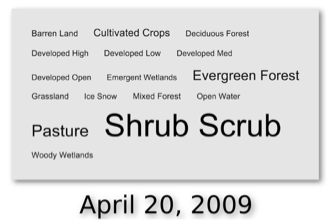 Barren Land Cultivated Crops Deciduous Forest
Developed High Developed Low Developed Med
Developed Open Emergent Wetlands Evergreen Forest
Grassland Ice Snow Mixed Forest Open Water
Pasture Shrub Scrub
Woody Wetlands
April 20, 2009